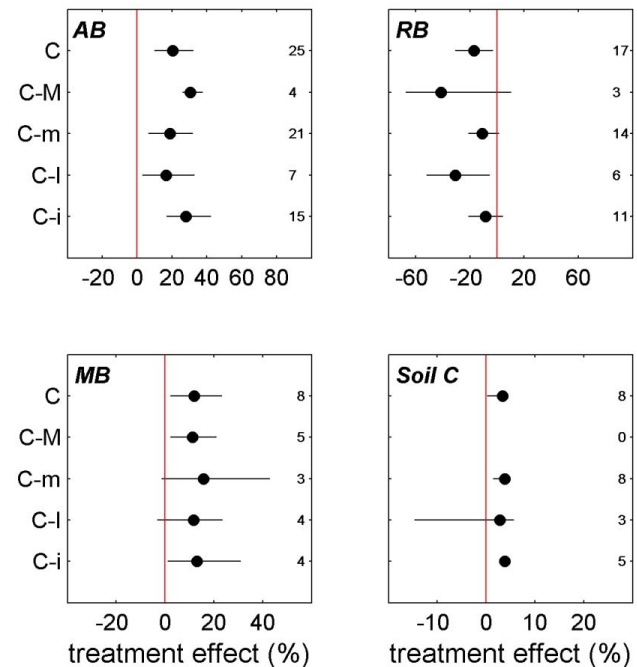 AB
C 25
C-M 4
C-m 21
C-l 7
C-i 15
-20 0 20 40 60 80
RB
17
3
14
6
11
-60 -20 20 60
MB
C 8
C-M 5
C-m 3
C-l 4
C-i 4
-20 0 20 40
treatment effect (%)
Soil C
8
0
8
3
5
-10 0 10 20
treatment effect (%)